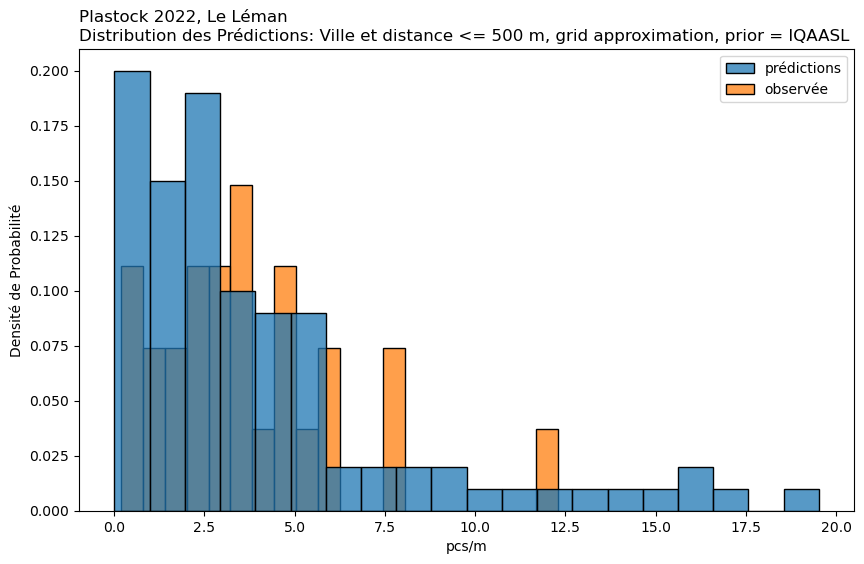 Plastock 2022, Le Léman
Distribution des Prédictions: Ville et distance <= 500 m, grid approximation, prior = IQAASL
prédictions
observée
Densité de Probabilité
0.200
0.175
0.150
0.125
0.100
0.075
0.050
0.025
0.000
0.0 2.5 5.0 7.5 10.0 12.5 15.0 17.5 20.0
pcs/m